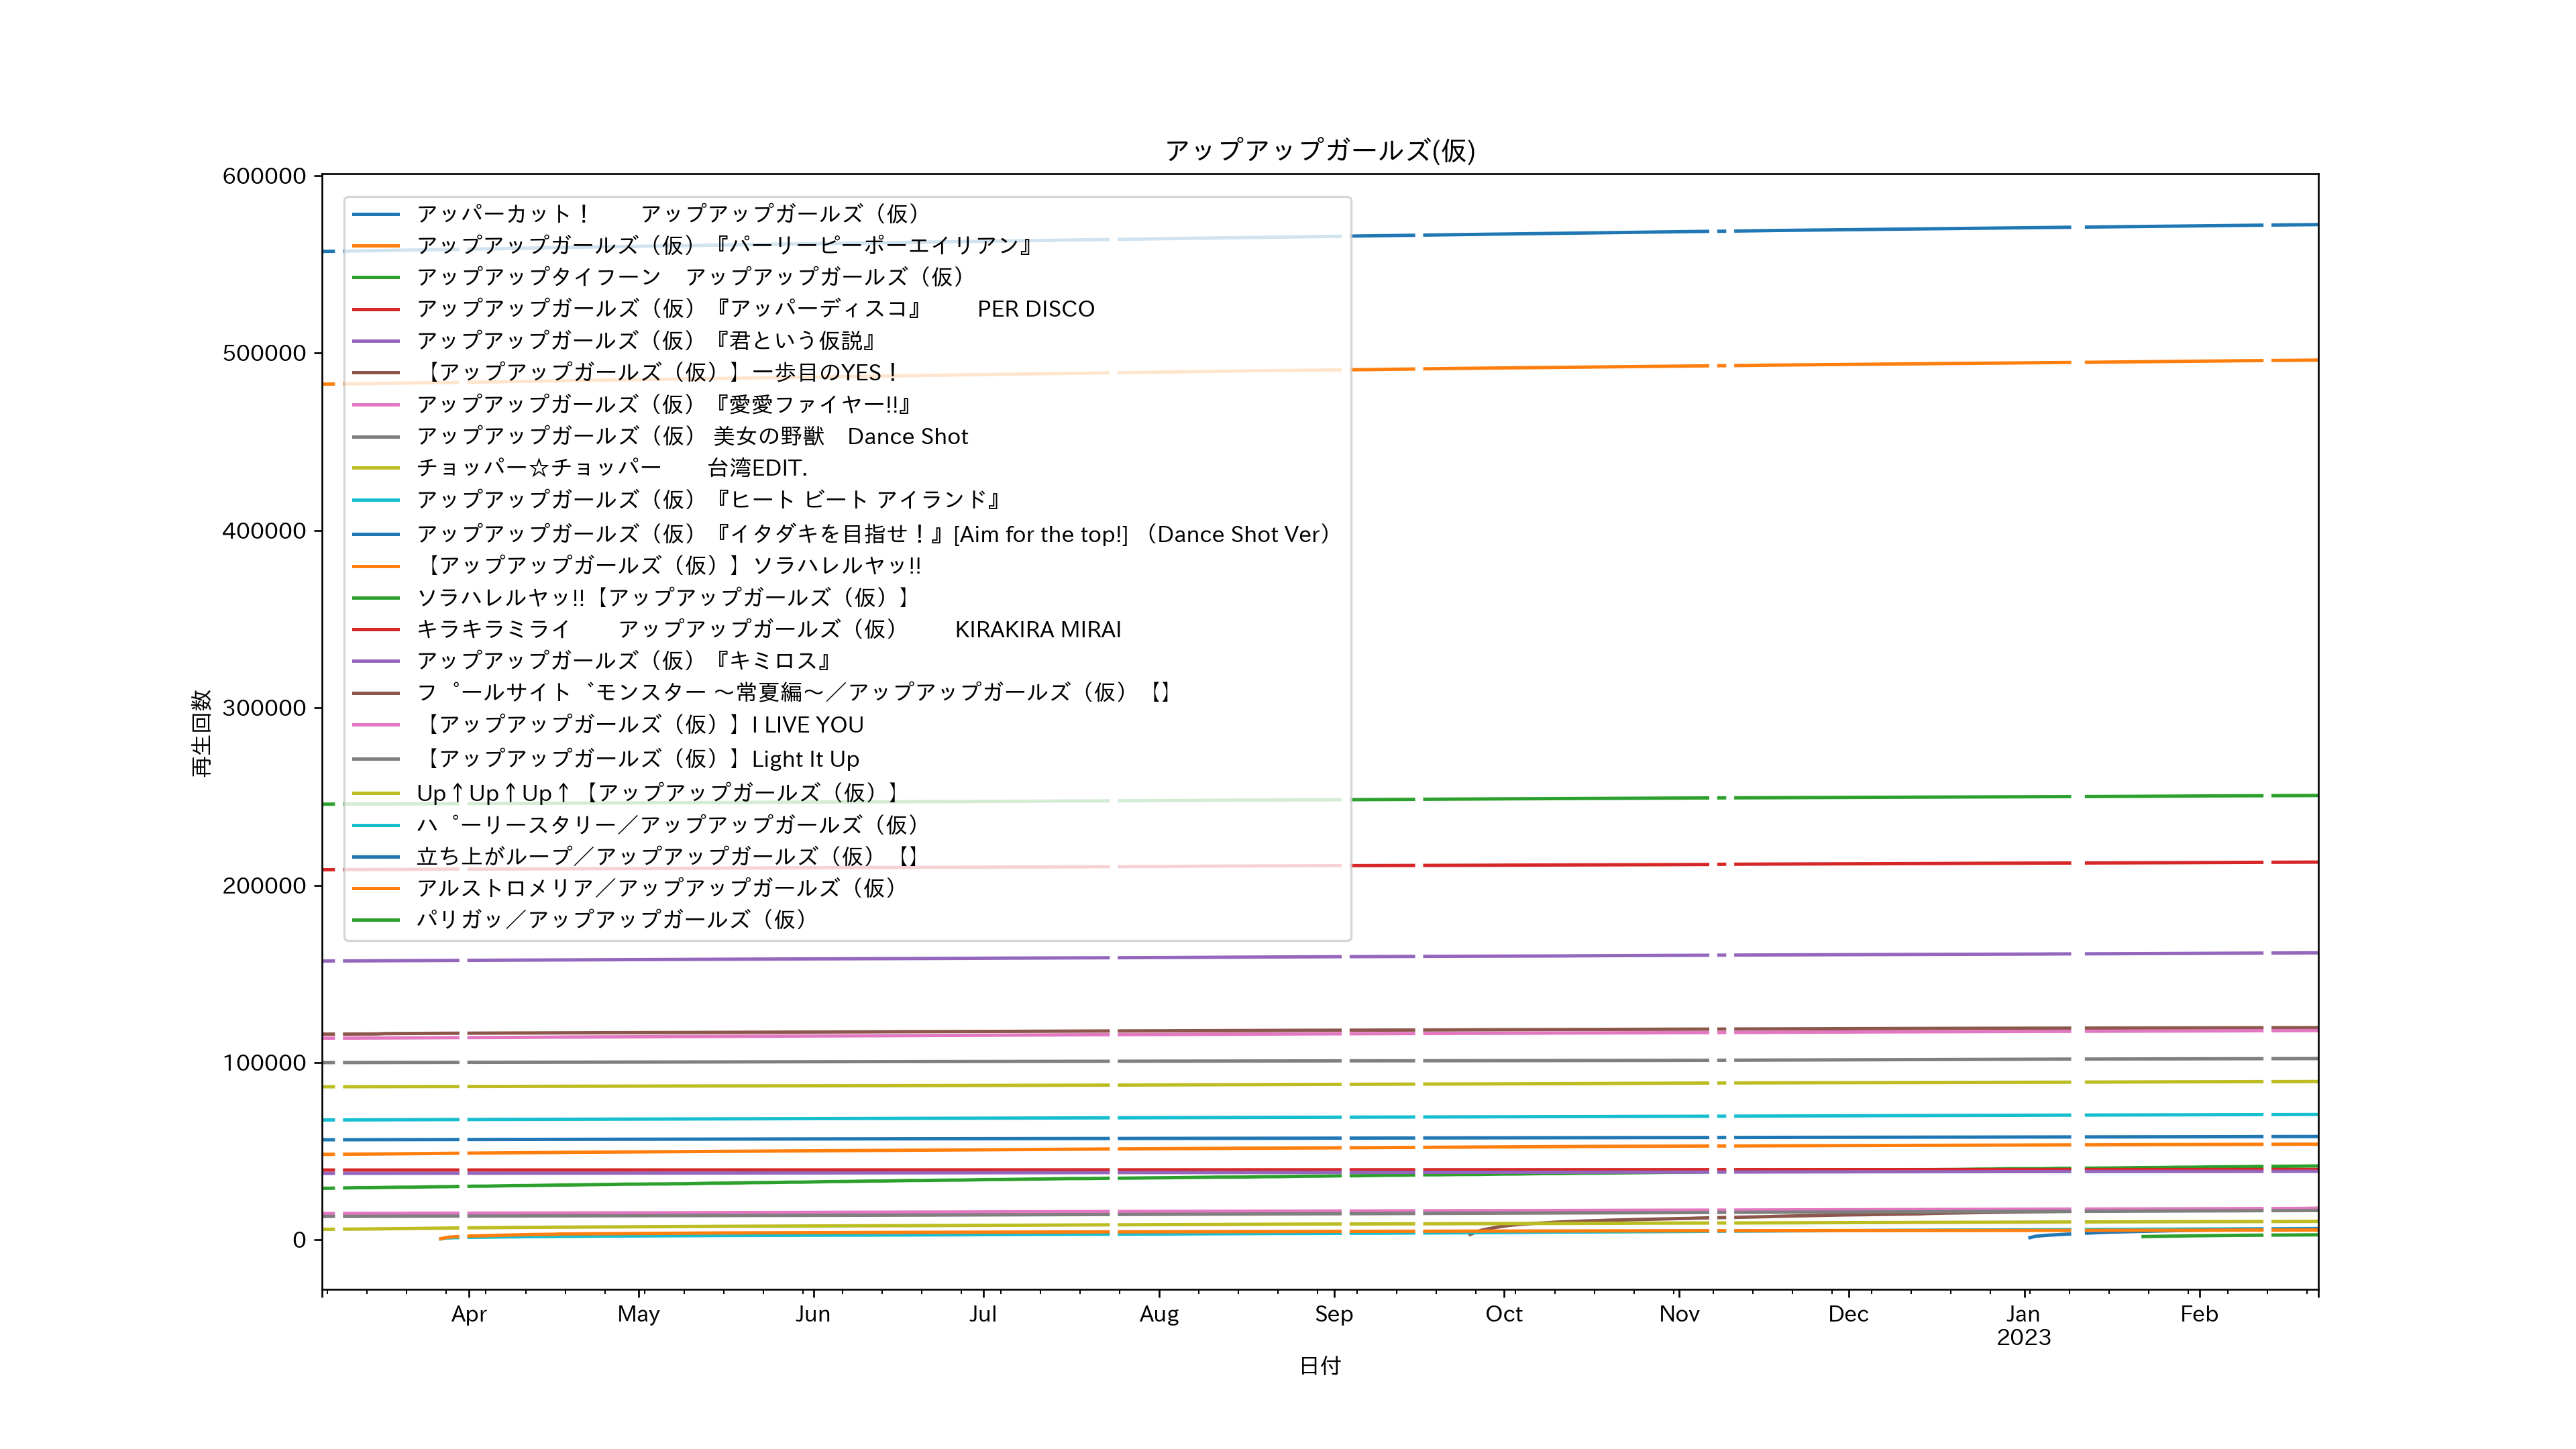 アップアップガールズ(仮)
600000
500000
400000
300000
200000
100000
0
再生回数
アッパーカット！　　アップアップガールズ（仮）
アップアップガールズ（仮）『パーリーピーポーエイリアン』
アップアップタイフーン　アップアップガールズ（仮）
アップアップガールズ（仮）『アッパーディスコ』　　PER DISCO
アップアップガールズ（仮）『君という仮説』
【アップアップガールズ（仮）】一歩目のYES！
アップアップガールズ（仮）『愛愛ファイヤー!!』
アップアップガールズ（仮） 美女の野獣　Dance Shot
チョッパー☆チョッパー　　台湾EDIT.
アップアップガールズ（仮）『ヒート ビート アイランド』
アップアップガールズ（仮）『イタダキを目指せ！』[Aim for the top!] （Dance Shot Ver）
【アップアップガールズ（仮）】ソラハレルヤッ!!
ソラハレルヤッ!!【アップアップガールズ（仮）】
キラキラミライ　　アップアップガールズ（仮）　　KIRAKIRA MIRAI
アップアップガールズ（仮）『キミロス』
フ゜ールサイト゛モンスター ～常夏編～／アップアップガールズ（仮）【】
【アップアップガールズ（仮）】I LIVE YOU
【アップアップガールズ（仮）】Light It Up
Up↑Up↑Up↑【アップアップガールズ（仮）】
ハ゜ーリースタリー／アップアップガールズ（仮）
立ち上がループ／アップアップガールズ（仮）【】
アルストロメリア／アップアップガールズ（仮）
パリガッ／アップアップガールズ（仮）
Apr May Jun Jul Aug Sep Oct Nov Dec Jan Feb
2023
日付